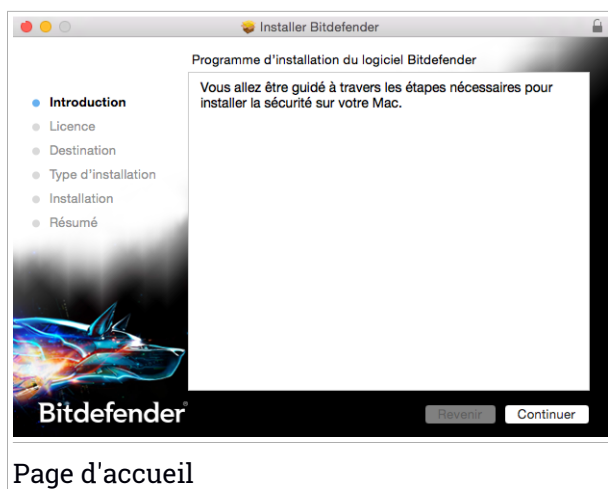 Installer Bitdefender
Programme d'installation du logiciel Bitdefender
Introduction
Licence
Destination
Type d'installation
Installation
Résumé
Vous allez être guidé à travers les étapes nécessaires pour
installer la sécurité sur votre Mac.
Bitdefender®
Revenir
Continuer
Page d'accueil